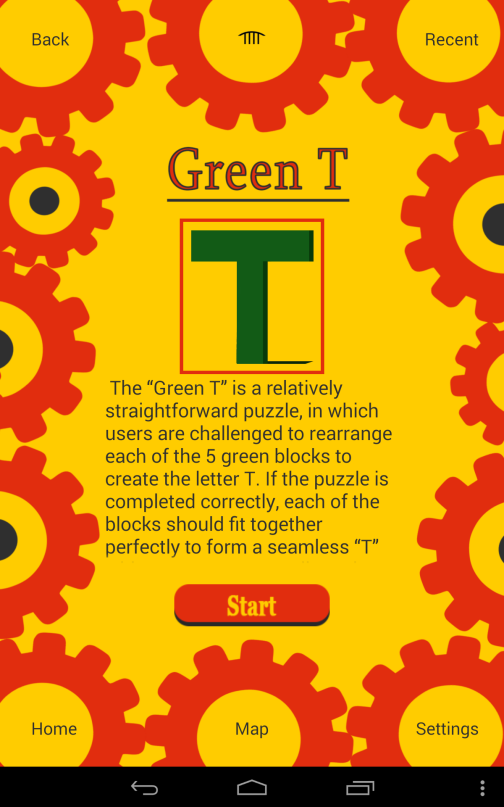 Back
Recent
Green T
T
The “Green T” is a relatively
straightforward puzzle, in which
users are challenged to rearrange
each of the 5 green blocks to
create the letter T. If the puzzle is
completed correctly, each of the
blocks should fit together
perfectly to form a seamless “T”
Start
Home
Map
Settings